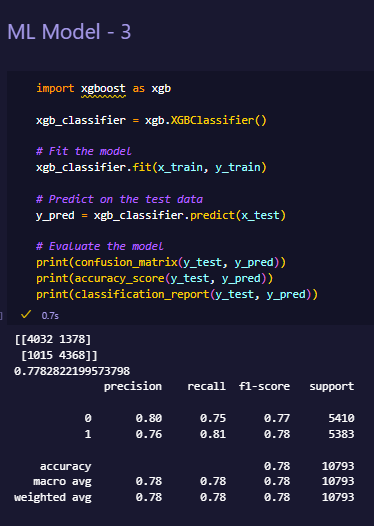 ML Model - 3
import xgboost as xgb
xgb_classifier = xgb.XGBClassifier()
# Fit the model
xgb_classifier.fit(x_train, y_train)
# Predict on the test data
y_pred = xgb_classifier.predict(x_test)
# Evaluate the model
print(confusion_matrix(y_test, y_pred))
print(accuracy_score(y_test, y_pred))
print(classification_report(y_test, y_pred))
0.7s
[[4032 1378]
[1015 4368]]
0.7782822199573798
precision recall f1-score support
0 0.80 0.75 0.77 5410
1 0.76 0.81 0.78 5383
accuracy 0.78 10793
macro avg 0.78 0.78 0.78 10793
weighted avg 0.78 0.78 0.78 10793